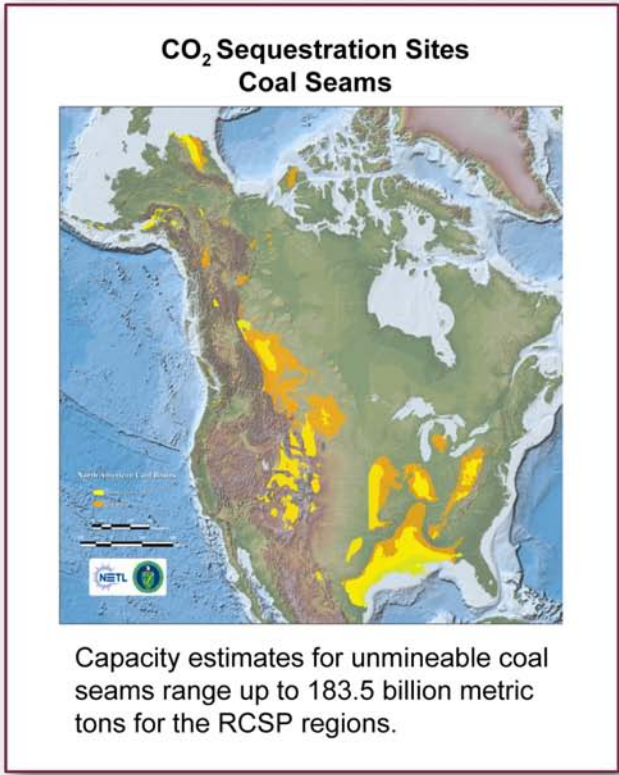 CO₂ Sequestration Sites
Coal Seams
North American Coal Basins
NETL
Capacity estimates for unmineable coal
seams range up to 183.5 billion metric
tons for the RCSP regions.